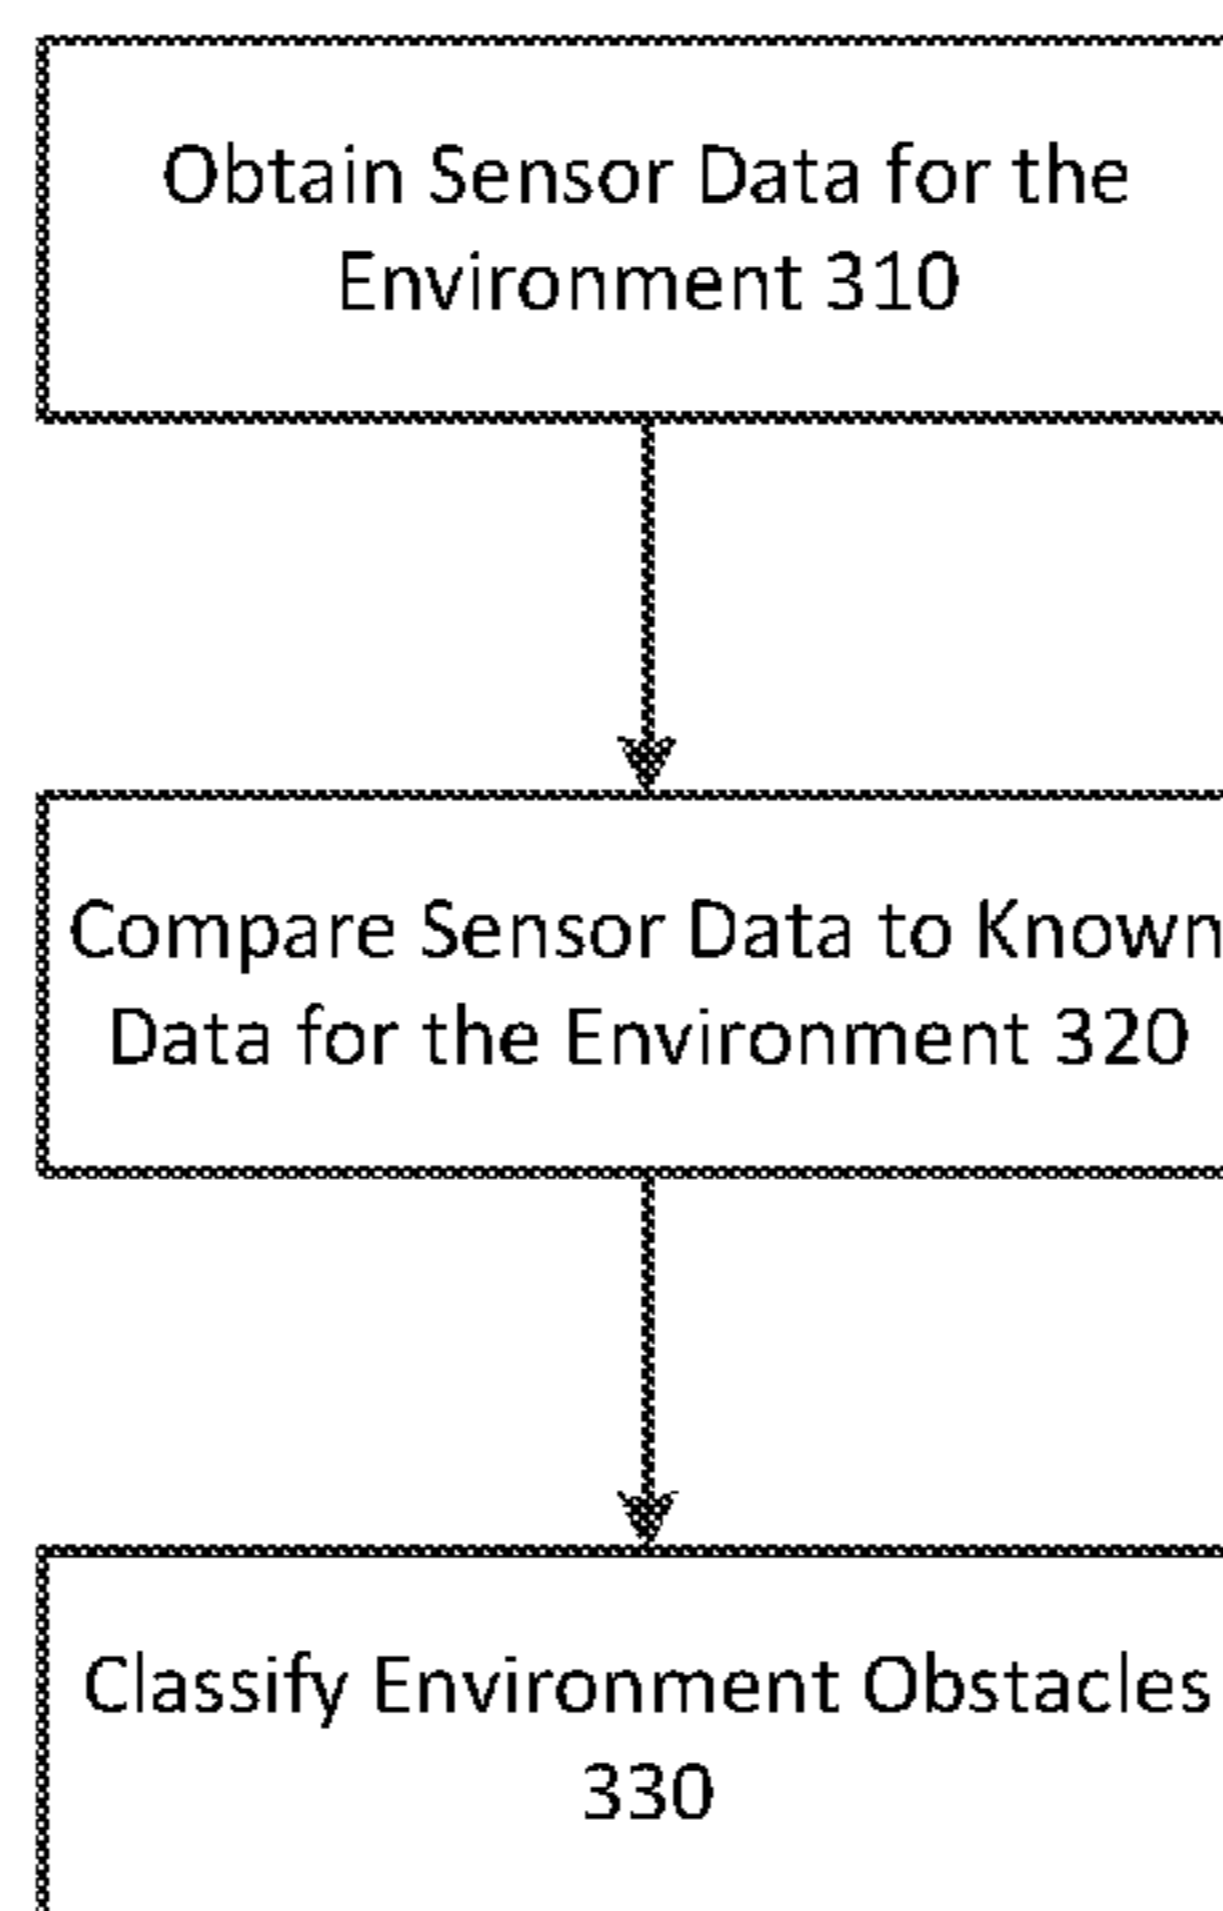 Obtain Sensor Data for the
Environment 310
Compare Sensor Data to Known
Data for the Environment 320
Classify Environment Obstacles
330